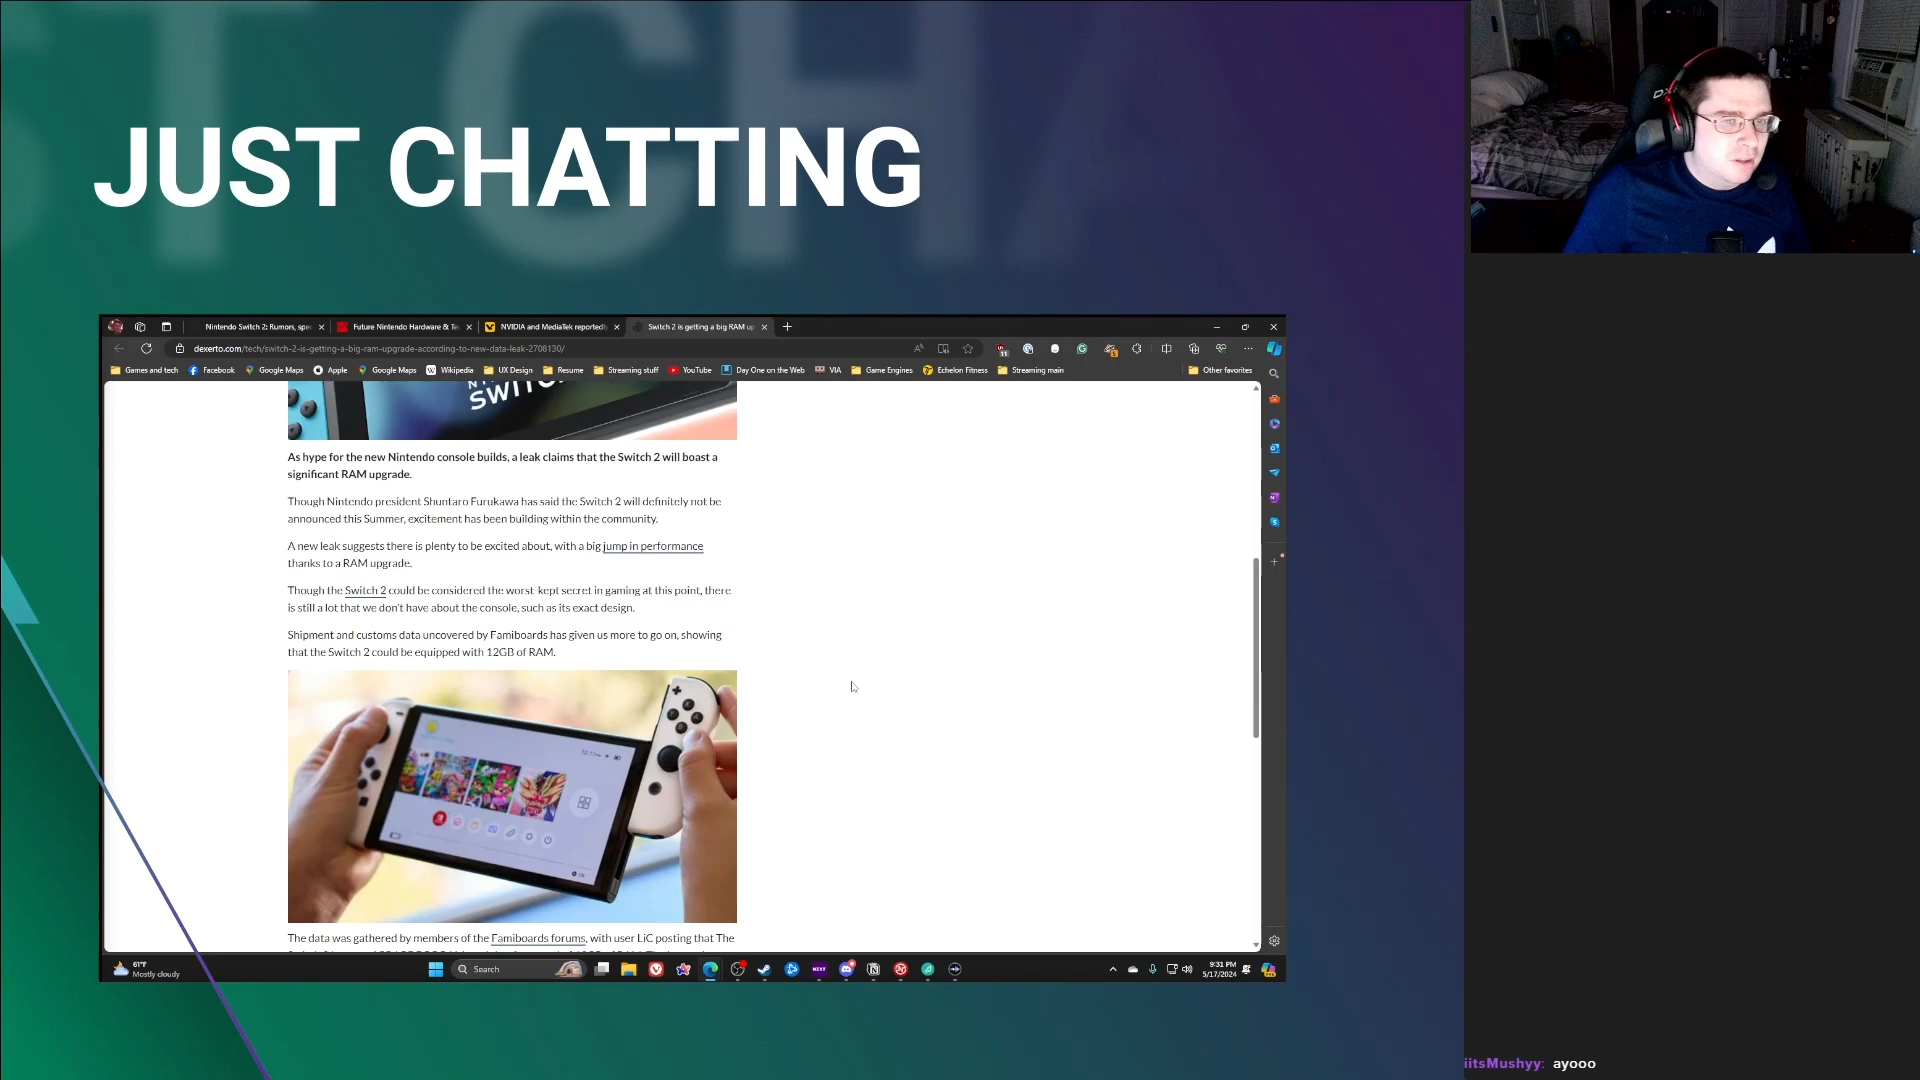 ST CHA
JUST CHATTING
Nintendo Switch 2: Rumors, spe
Future Nintendo Hardware & Te
NVIDIA and MediaTek reportedly
Switch 2 is getting a big RAM up
dexerto.com/tech/switch-2-is-getting-a-big-ram-upgrade-according-to-new-data-leak-2708130/
Games and tech Facebook Google Maps Apple Google Maps Wikipedia UX Design Resume Streaming stuff YouTube Day One on the Web VIA Game Engines Echelon Fitness Streaming main Other favorites
SWITC
As hype for the new Nintendo console builds, a leak claims that the Switch 2 will boast a
significant RAM upgrade.
Though Nintendo president Shuntaro Furukawa has said the Switch 2 will definitely not be
announced this Summer, excitement has been building within the community.
A new leak suggests there is plenty to be excited about, with a big jump in performance
thanks to a RAM upgrade.
Though the Switch 2 could be considered the worst-kept secret in gaming at this point, there
is still a lot that we don't have about the console, such as its exact design.
Shipment and customs data uncovered by Famiboards has given us more to go on, showing
that the Switch 2 could be equipped with 12GB of RAM.
The data was gathered by members of the Famiboards forums, with user LiC posting that The
61°F
Mostly cloudy
Search
9:31 PM
5/17/2024
iitsMushyy: ayooo